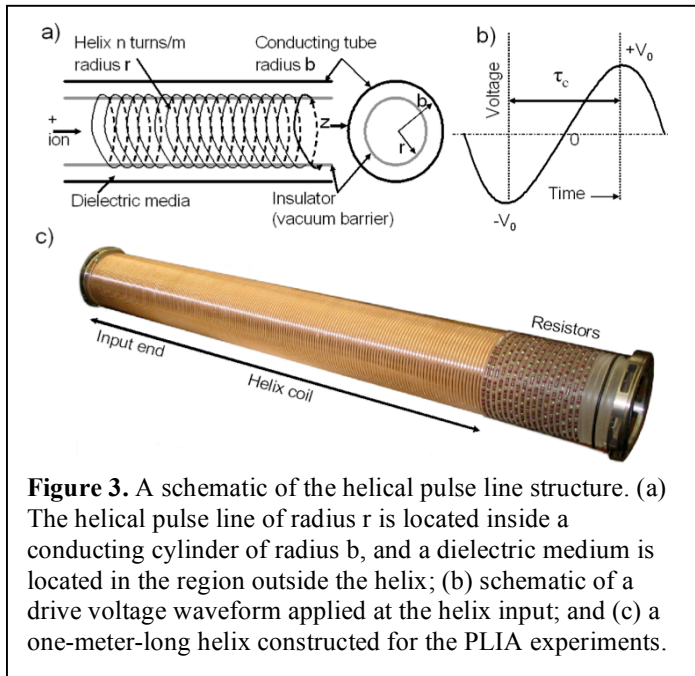 a)
Helix n turns/m
radius r
Conducting tube
radius b
b)
+V₀
Voltage
τc
b
+
ion
z
r
0
Dielectric media
Insulator
(vacuum barrier)
Time
-V₀
c)
Resistors
Input end
Helix coil
Figure 3. A schematic of the helical pulse line structure. (a)
The helical pulse line of radius r is located inside a
conducting cylinder of radius b, and a dielectric medium is
located in the region outside the helix; (b) schematic of a
drive voltage waveform applied at the helix input; and (c) a
one-meter-long helix constructed for the PLIA experiments.